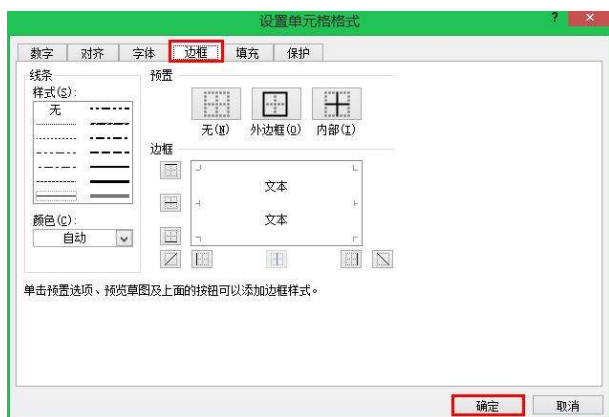 设置单元格格式
?
×
数字 对齐 字体 边框 填充 保护
线条
样式(S):
无
颜色(C):
自动
预置
无(N) 外边框(O) 内部(I)
边框
文本
文本
单击预置选项、预览草图及上面的按钮可以添加边框样式。
确定 取消